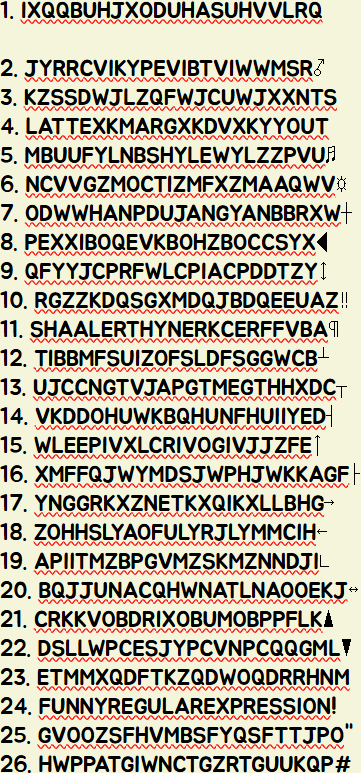 1. IXQQBUHJXODUHASUHVVLRQ
2. JYRRCVIKYPEVIBTVIWWMSR♂
3. KZSSDWJLZQFWJCUWJXXNTS
4. LATTEXKMARGXKDVXKYYOUT
5. MBUUFYLNBSHYLEWYLZZPVU♫
6. NCVVGZMOCTIZMFXZMAAQWV☼
7. ODWWHANPDUJANGYANBBRXW┼
8. PEXXIBOQEVKBOHZBOCCSYX◄
9. QFYYJCPRFWLCPIACPDDTZY↕
10. RGZZKDQSGXMDQJBDQEEUAZ‼
11. SHAALERTHYNERKCERFFVBA¶
12. TIBBMFSUIZOFSLDFSGGWCB┴
13. UJCCNGTVJAPGTMEGTHHXDC┬
14. VKDDOHUWKBQHUNFHUIIYED┤
15. WLEEPIVXLCRIVOGIVJJZFE↑
16. XMFFQJWYMDSJWPHJWKKAGF├
17. YNGGRKXZNETKXQIKXLLBHG→
18. ZOHHSLYAOFULYRJLYMMCIH←
19. APIITMZBPGVMZSKMZNNDJI∟
20. BQJJUNACQHWNATLNAOOEKJ↔
21. CRKKVOBDRIXOBUMOBPPFLK▲
22. DSLLWPCESJYPCVNPCQQGML▼
23. ETMMXQDFTKZQDWOQDRRHNM
24. FUNNYREGULAREXPRESSION!
25. GVOOZSFHVMBSFYQSFTTJPO"
26. HWPPATGIWNCTGZRTGUUKQP#